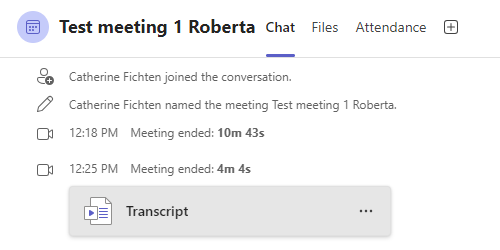 Test meeting 1 Roberta Chat Files Attendance
Catherine Fichten joined the conversation.
Catherine Fichten named the meeting Test meeting 1 Roberta.
12:18 PM Meeting ended: 10m 43s
12:25 PM Meeting ended: 4m 4s
Transcript